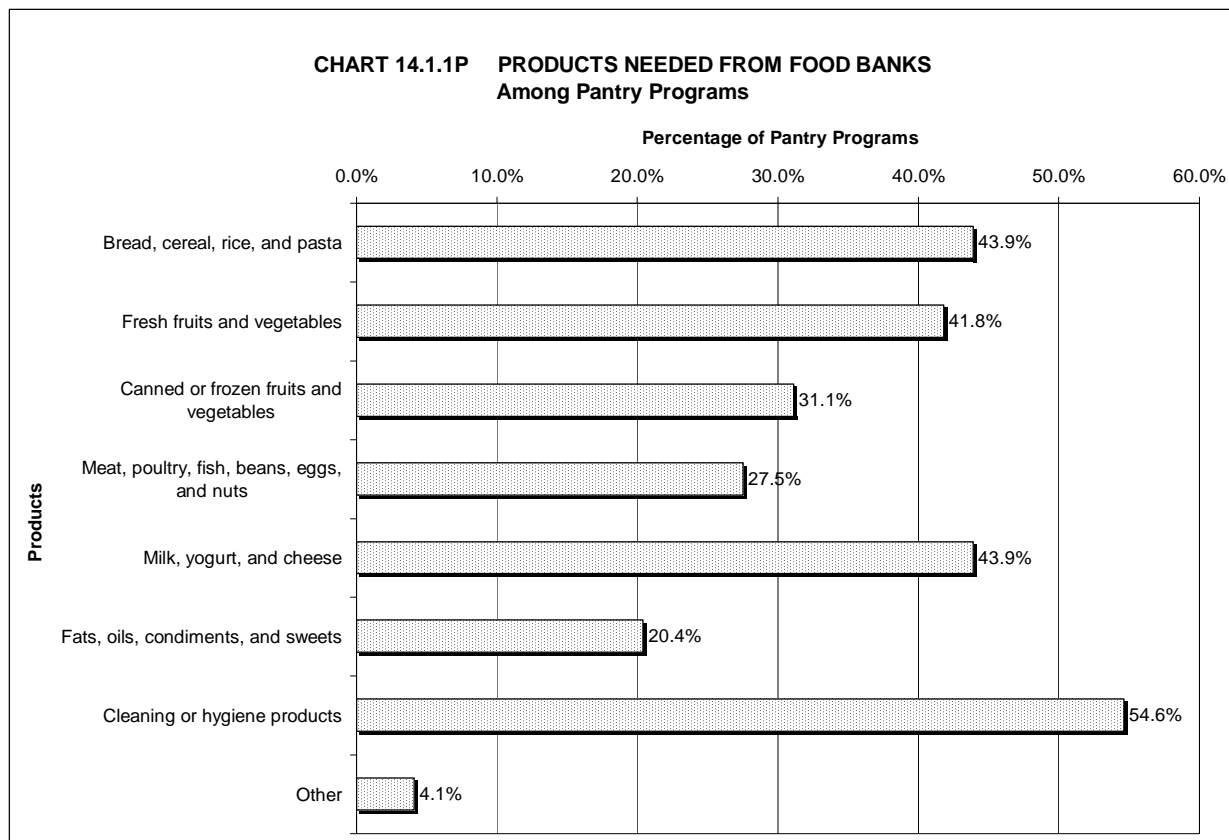 CHART 14.1.1P PRODUCTS NEEDED FROM FOOD BANKS
Among Pantry Programs
Percentage of Pantry Programs
0.0% 10.0% 20.0% 30.0% 40.0% 50.0% 60.0%
Products
Bread, cereal, rice, and pasta 43.9%
Fresh fruits and vegetables 41.8%
Canned or frozen fruits and
vegetables 31.1%
Meat, poultry, fish, beans, eggs,
and nuts 27.5%
Milk, yogurt, and cheese 43.9%
Fats, oils, condiments, and sweets 20.4%
Cleaning or hygiene products 54.6%
Other 4.1%